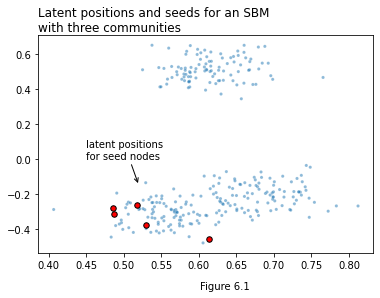 Latent positions and seeds for an SBM
with three communities
0.6
0.4
0.2
0.0
−0.2
−0.4
latent positions
for seed nodes
0.40 0.45 0.50 0.55 0.60 0.65 0.70 0.75 0.80
Figure 6.1